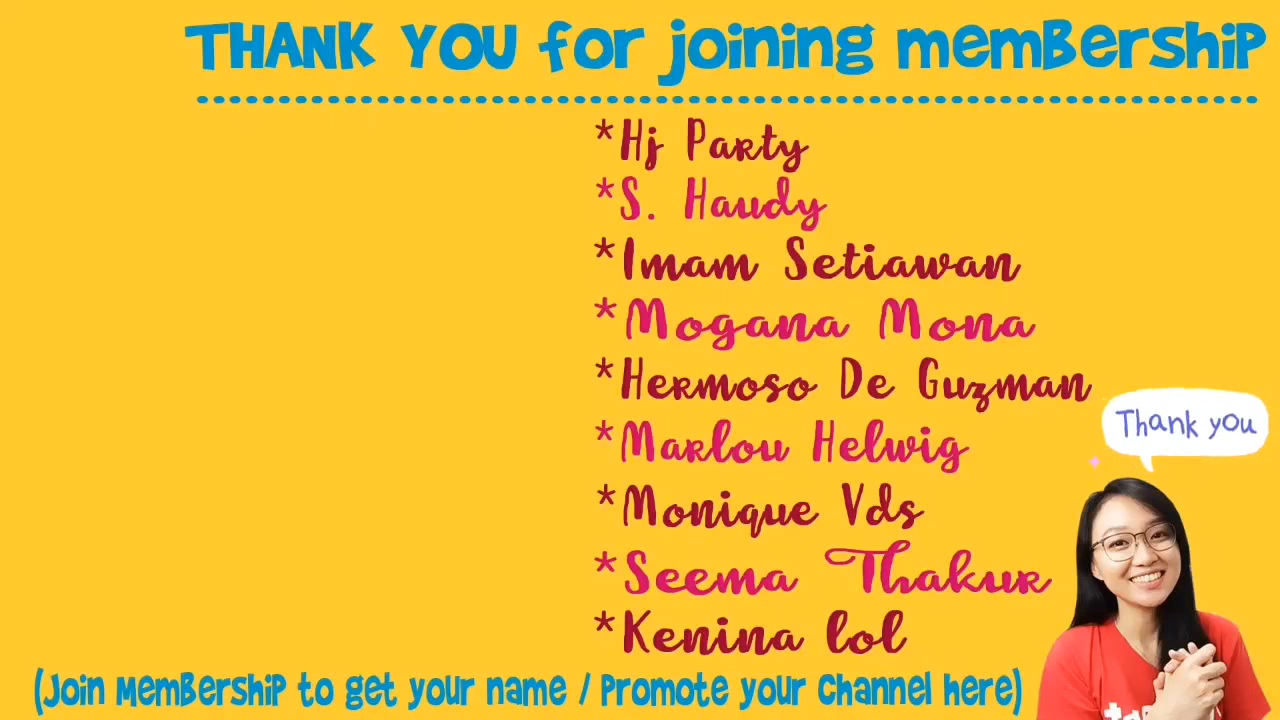 THANK YOU for joining memBership
*Hj Party
*S. Haudy
*Imam Setiawan
*Mogana Mona
*Hermoso De Guzman
*Marlou Helwig
*Monique Vds
*Seema Thakur
*Kenina lol
Thank you
(Join MemBership to get your name / Promote your Channel here)